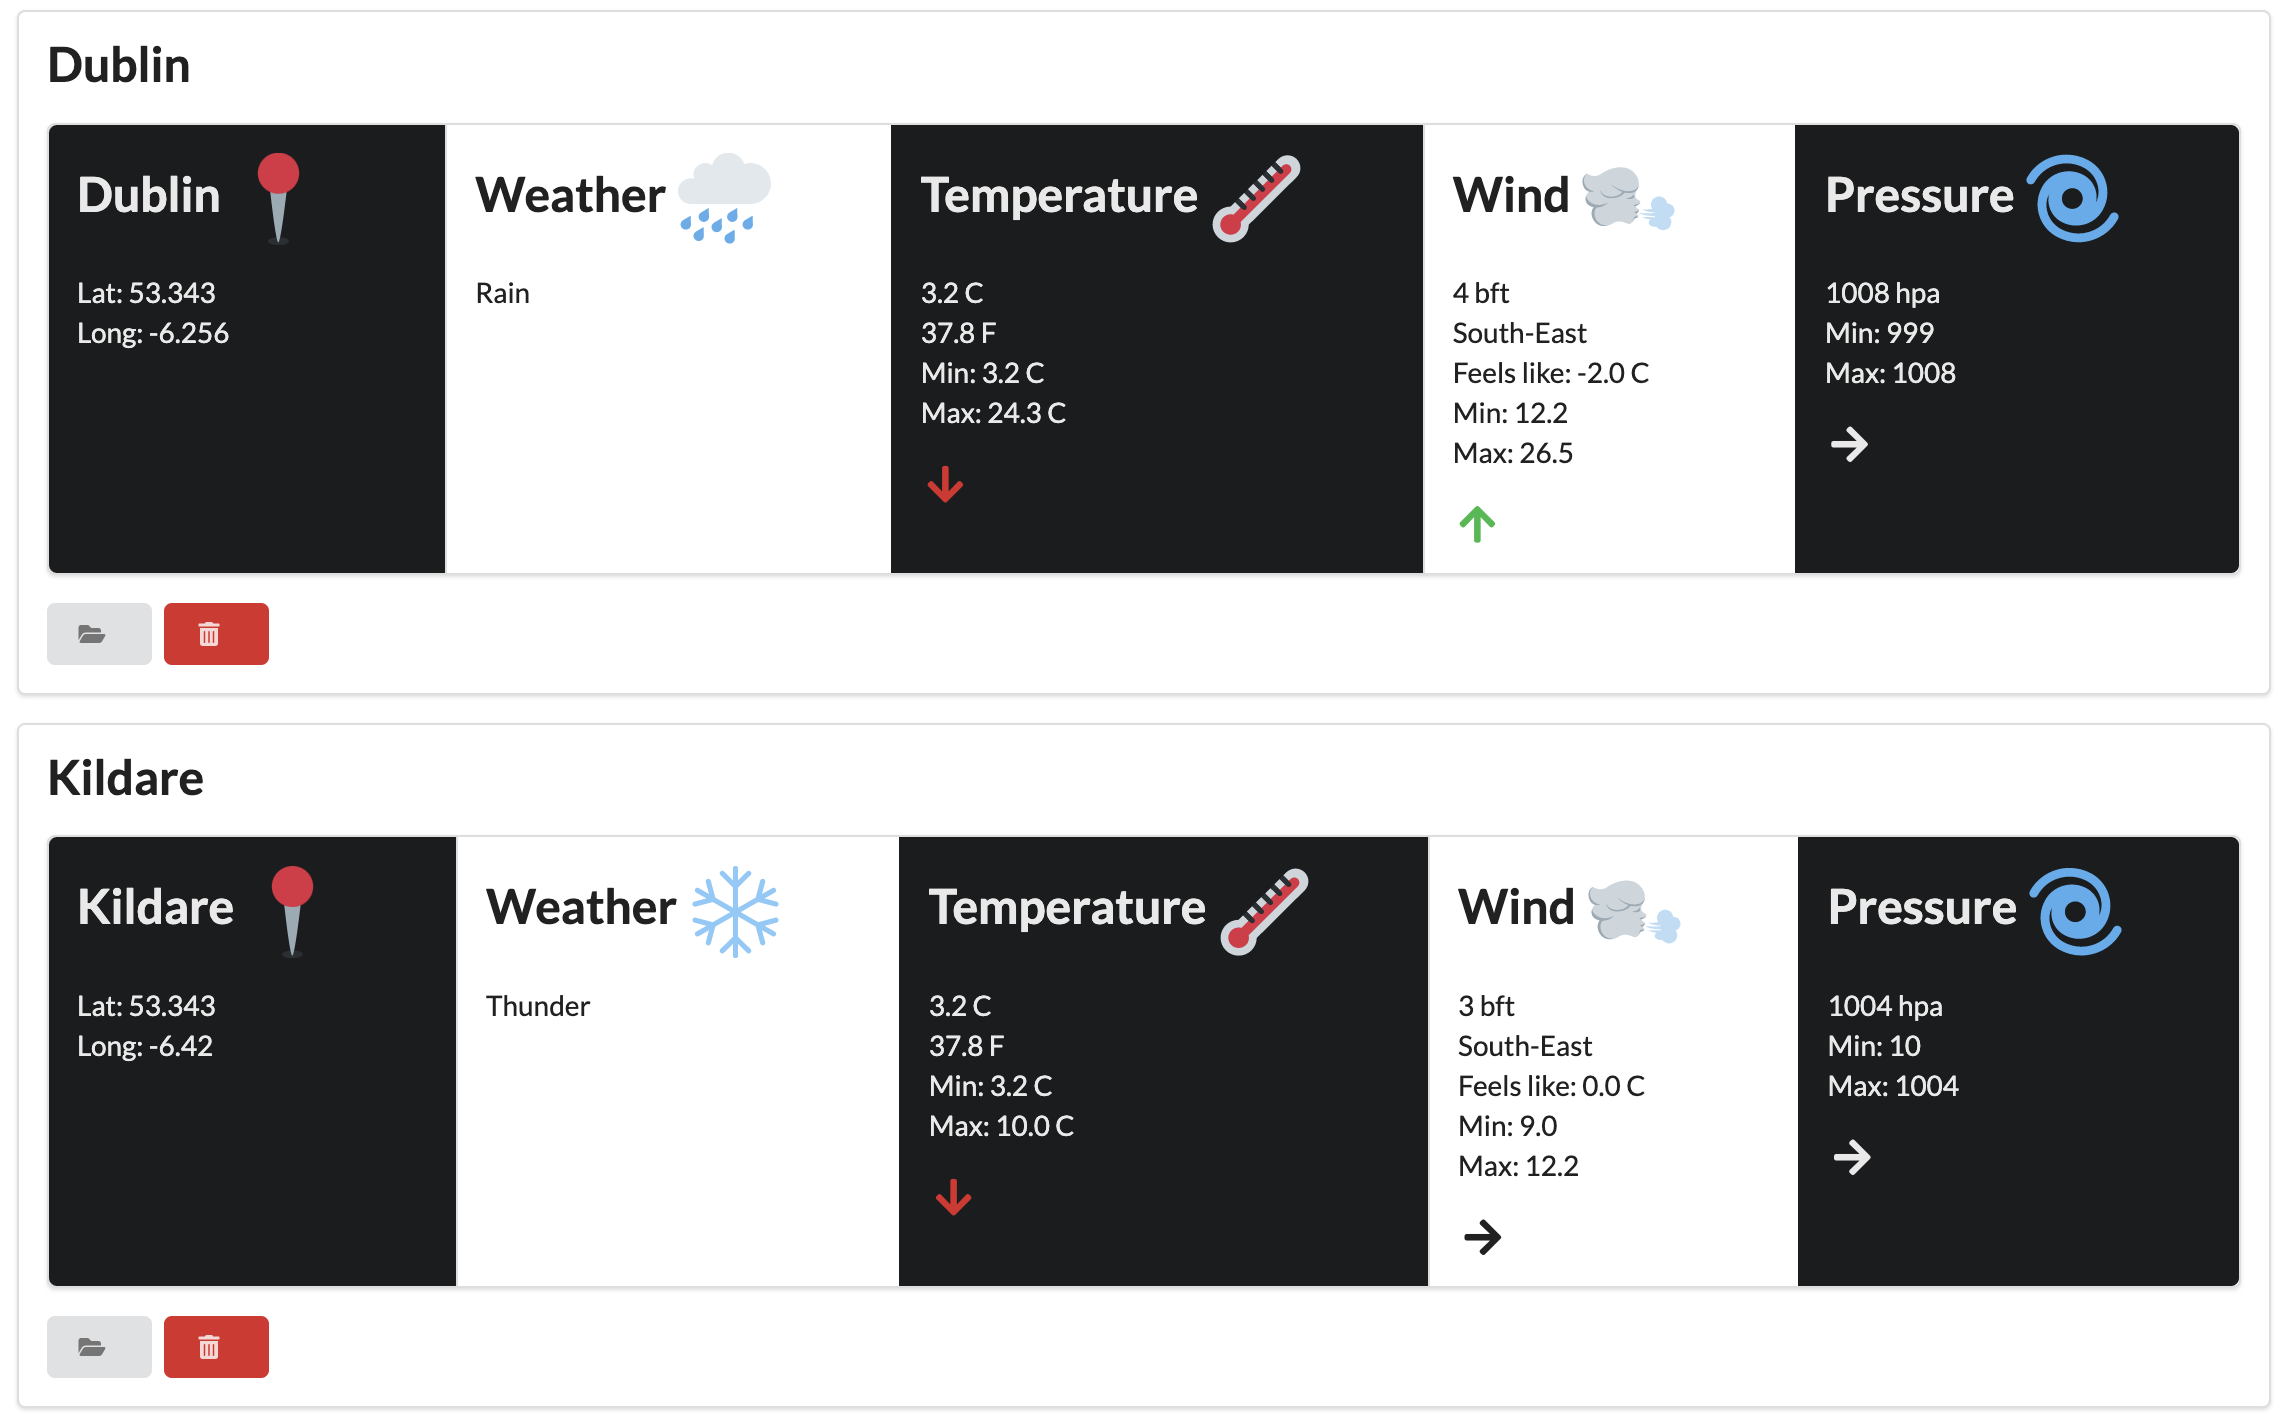 Dublin
Dublin
Lat: 53.343
Long: -6.256
Weather
Rain
Temperature
3.2 C
37.8 F
Min: 3.2 C
Max: 24.3 C
Wind
4 bft
South-East
Feels like: -2.0 C
Min: 12.2
Max: 26.5
Pressure
1008 hpa
Min: 999
Max: 1008
Kildare
Kildare
Lat: 53.343
Long: -6.42
Weather
Thunder
Temperature
3.2 C
37.8 F
Min: 3.2 C
Max: 10.0 C
Wind
3 bft
South-East
Feels like: 0.0 C
Min: 9.0
Max: 12.2
Pressure
1004 hpa
Min: 10
Max: 1004